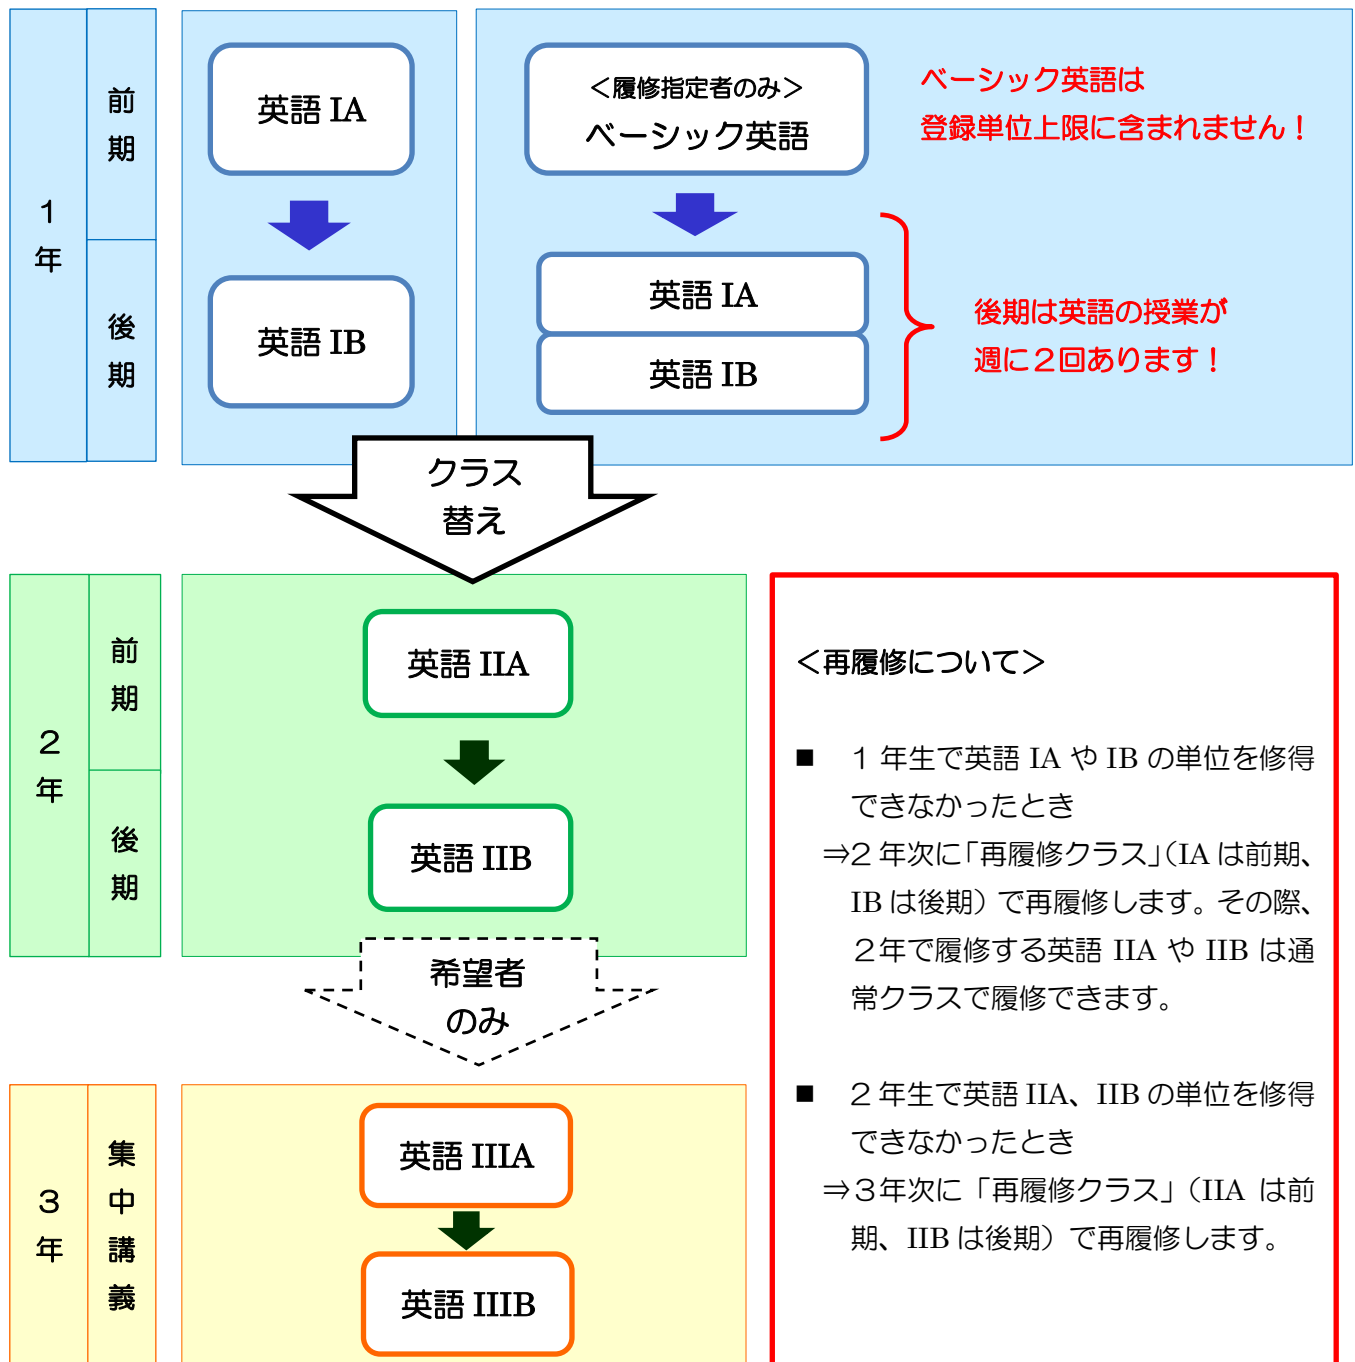 1
年
前
期
後
期
英語 IA
英語 IB
＜履修指定者のみ＞
ベーシック英語
英語 IA
英語 IB
ベーシック英語は
登録単位上限に含まれません！
後期は英語の授業が
週に２回あります！
クラス
替え
２
年
前
期
後
期
英語 IIA
英語 IIB
希望者
のみ
３
年
集
中
講
義
英語 IIIA
英語 IIIB
＜再履修について＞
■ 1 年生で英語 IA や IB の単位を修得
できなかったとき
⇒2 年次に「再履修クラス」（IA は前期、
IB は後期）で再履修します。その際、
２年で履修する英語 IIA や IIB は通
常クラスで履修できます。
■ ２年生で英語 IIA、IIB の単位を修得
できなかったとき
⇒３年次に「再履修クラス」（IIA は前
期、IIB は後期）で再履修します。